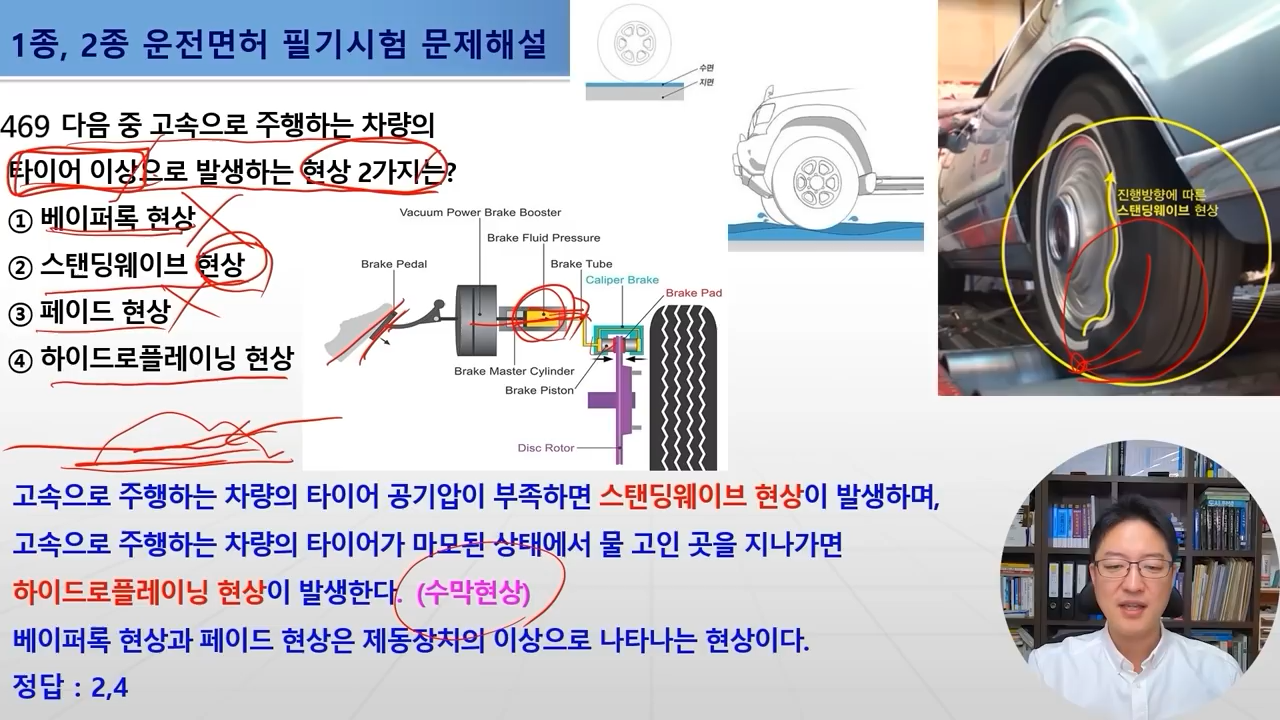 1종, 2종 운전면허 필기시험 문제해설
469 다음 중 고속으로 주행하는 차량의
타이어 이상으로 발생하는 현상 2가지는?
① 베이퍼록 현상
② 스탠딩웨이브 현상
③ 페이드 현상
④ 하이드로플레이닝 현상
수면
지면
진행방향에 따른
스탠딩웨이브 현상
Vacuum Power Brake Booster
Brake Fluid Pressure
Brake Pedal
Brake Tube
Caliper Brake
Brake Pad
Brake Master Cylinder
Brake Piston
Disc Rotor
고속으로 주행하는 차량의 타이어 공기압이 부족하면 스탠딩웨이브 현상이 발생하며,
고속으로 주행하는 차량의 타이어가 마모된 상태에서 물 고인 곳을 지나가면
하이드로플레이닝 현상이 발생한다. (수막현상)
베이퍼록 현상과 페이드 현상은 제동장치의 이상으로 나타나는 현상이다.
정답 : 2,4